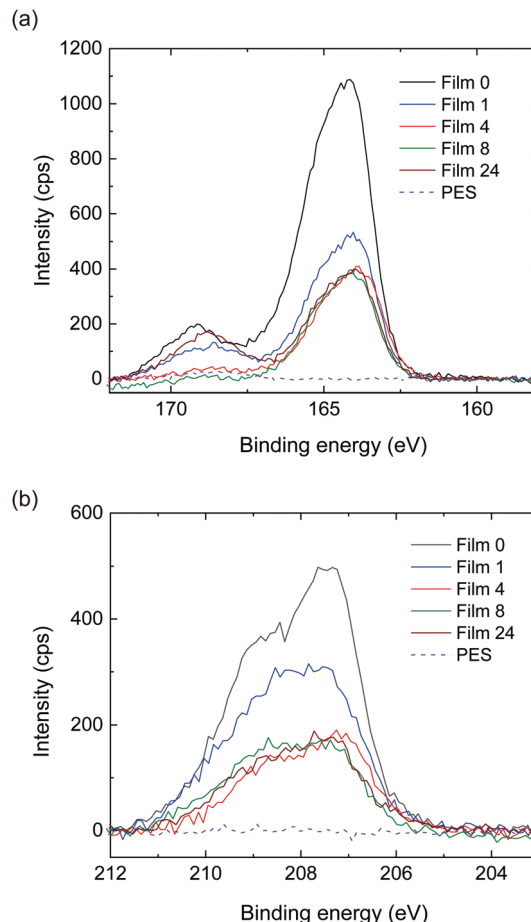 (a)
1200
1000
800
600
400
200
0
Intensity (cps)
Film 0
Film 1
Film 4
Film 8
Film 24
PES
170 165 160
Binding energy (eV)
(b)
600
400
200
0
Intensity (cps)
Film 0
Film 1
Film 4
Film 8
Film 24
PES
212 210 208 206 204
Binding energy (eV)